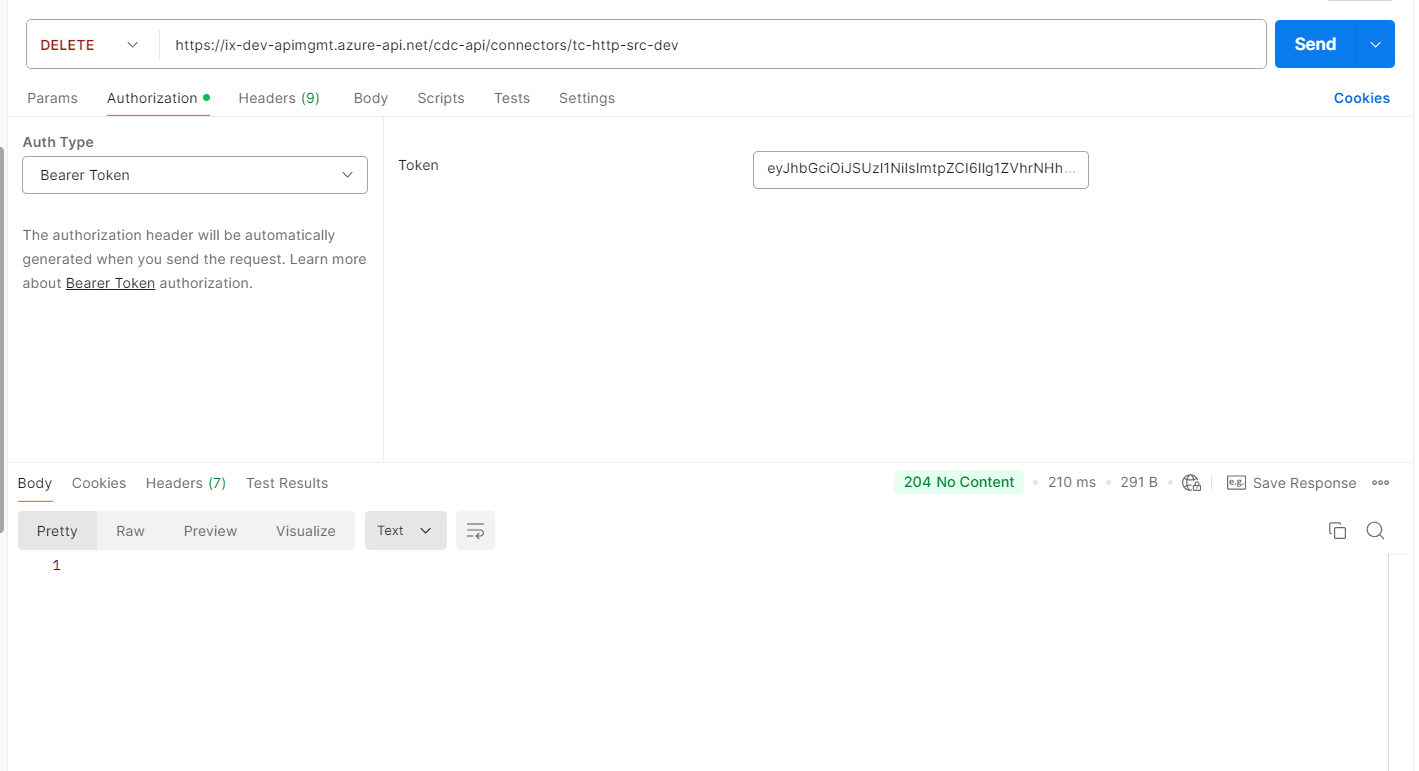 DELETE https://ix-dev-apimgmt.azure-api.net/cdc-api/connectors/tc-http-src-dev Send
Params Authorization Headers (9) Body Scripts Tests Settings Cookies
Auth Type
Bearer Token
Token eyJhbGciOiJSUzI1NiIsImtpZCI6IIg1ZVhrNHh...
The authorization header will be automatically
generated when you send the request. Learn more
about Bearer Token authorization.
Body Cookies Headers (7) Test Results 204 No Content 210 ms 291 B e.g. Save Response
Pretty Raw Preview Visualize Text
1